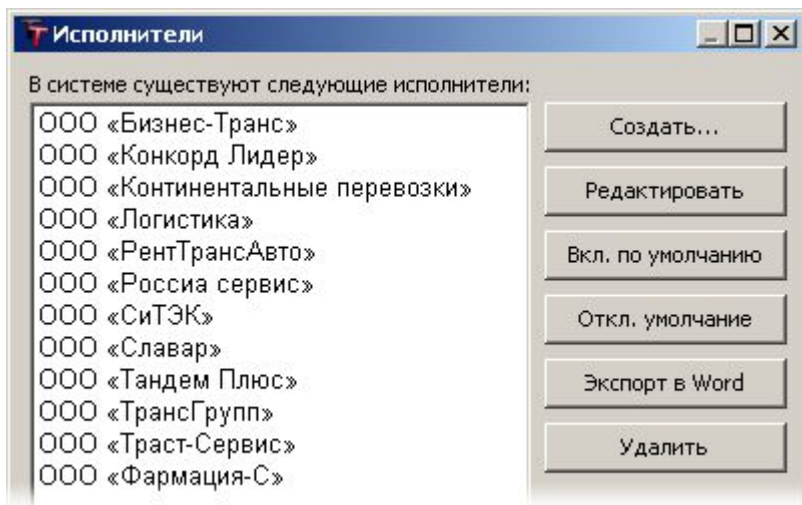 Исполнители
В системе существуют следующие исполнители:
ООО «Бизнес-Транс»
ООО «Конкорд Лидер»
ООО «Континентальные перевозки»
ООО «Логистика»
ООО «РентТрансАвто»
ООО «Россиа сервис»
ООО «СиТЭК»
ООО «Славар»
ООО «Тандем Плюс»
ООО «ТрансГрупп»
ООО «Траст-Сервис»
ООО «Фармация-С»
Создать...
Редактировать
Вкл. по умолчанию
Откл. умолчание
Экспорт в Word
Удалить